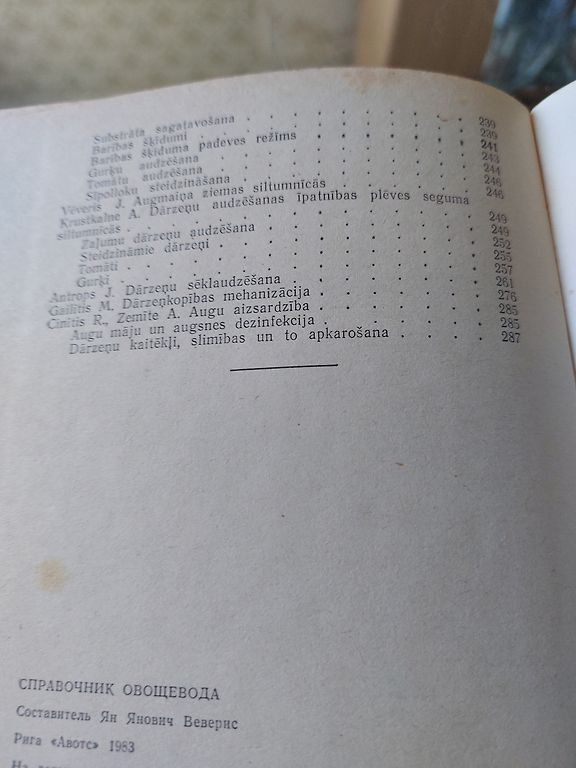 Substrāta sagatavošana . . . . . . . . . 239
Barības šķīdumi . . . . . . . . . 239
Barības šķīduma padeves režīms . . . . . . . 241
Gurķu audzēšana . . . . . . . . . 243
Tomātu audzēšana . . . . . . . . . 244
Sīpolloku steidzināšana . . . . . . . . . 246
Vēveris J. Augmaiņa ziemas siltumnīcās . . . . . . 246
Krustkalne A. Dārzeņu audzēšanas īpatnības plēves seguma
siltumnīcās . . . . . . . . . 249
Zaļumu dārzeņu audzēšana . . . . . . . . 249
Steidzināmie dārzeņi . . . . . . . . 252
Tomāti . . . . . . . . . 255
Gurķi . . . . . . . . . 257
Antrops J. Dārzeņu sēklaudzēšana . . . . . . . 261
Gailītis M. Dārzeņkopības mehanizācija . . . . . . 276
Cinītis R., Zemīte A. Augu aizsardzība . . . . . . 285
Augu māju un augsnes dezinfekcija . . . . . . 285
Dārzeņu kaitēkļi, slimības un to apkarošana . . . . 287
СПРАВОЧНИК ОВОЩЕВОДА
Составитель Ян Янович Веверис
Рига «Авотс» 1983
На